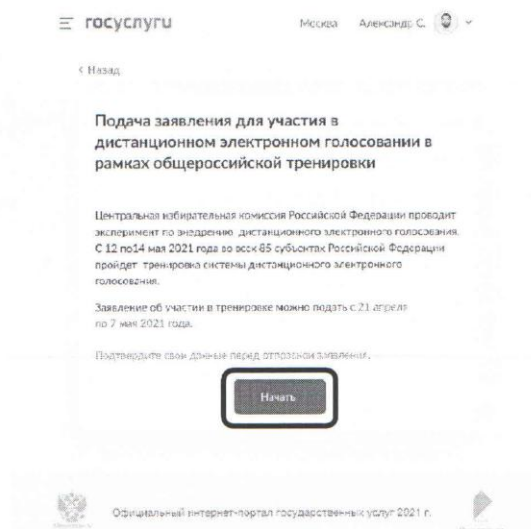 госуслуги Москва Александр С.
< Назад
Подача заявления для участия в
дистанционном электронном голосовании в
рамках общероссийской тренировки
Центральная избирательная комиссия Российской Федерации проводит
эксперимент по внедрению дистанционного электронного голосования.
С 12 по14 мая 2021 года во всех 85 субъектах Российской Федерации
пройдет тренировка системы дистанционного электронного
голосования.
Заявление об участии в тренировке можно подать с 21 апреля
по 7 мая 2021 года.
Подтвердите свои данные перед отправкой заявления.
Начать
Официальный интернет-портал государственных услуг 2021 г.